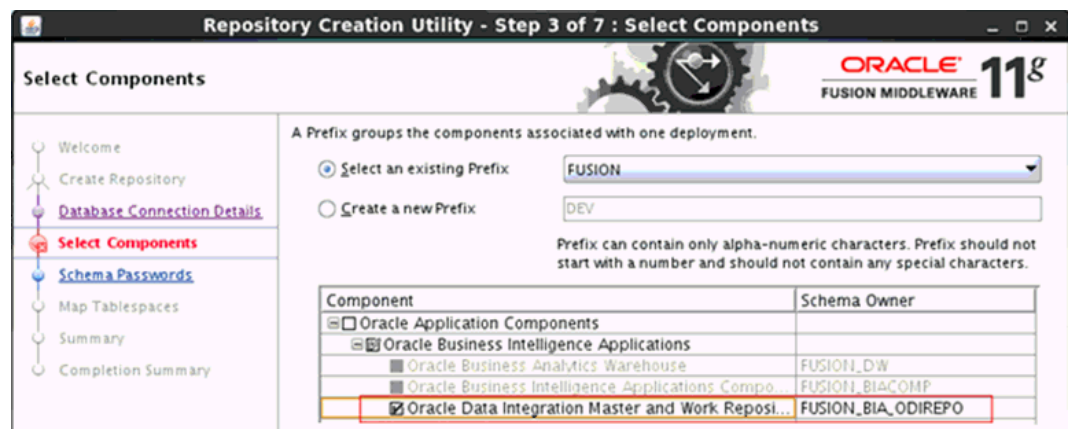 Repository Creation Utility - Step 3 of 7 : Select Components
Select Components
ORACLE
FUSION MIDDLEWARE
11g
Welcome
Create Repository
Database Connection Details
Select Components
Schema Passwords
Map Tablespaces
Summary
Completion Summary
A Prefix groups the components associated with one deployment.
Select an existing Prefix
FUSION
Create a new Prefix
DEV
Prefix can contain only alpha-numeric characters. Prefix should not
start with a number and should not contain any special characters.
Component Schema Owner
Oracle Application Components
Oracle Business Intelligence Applications
Oracle Business Analytics Warehouse FUSION_DW
Oracle Business Intelligence Applications Compo... FUSION_BIACOMP
Oracle Data Integration Master and Work Reposi... FUSION_BIA_ODIREPO